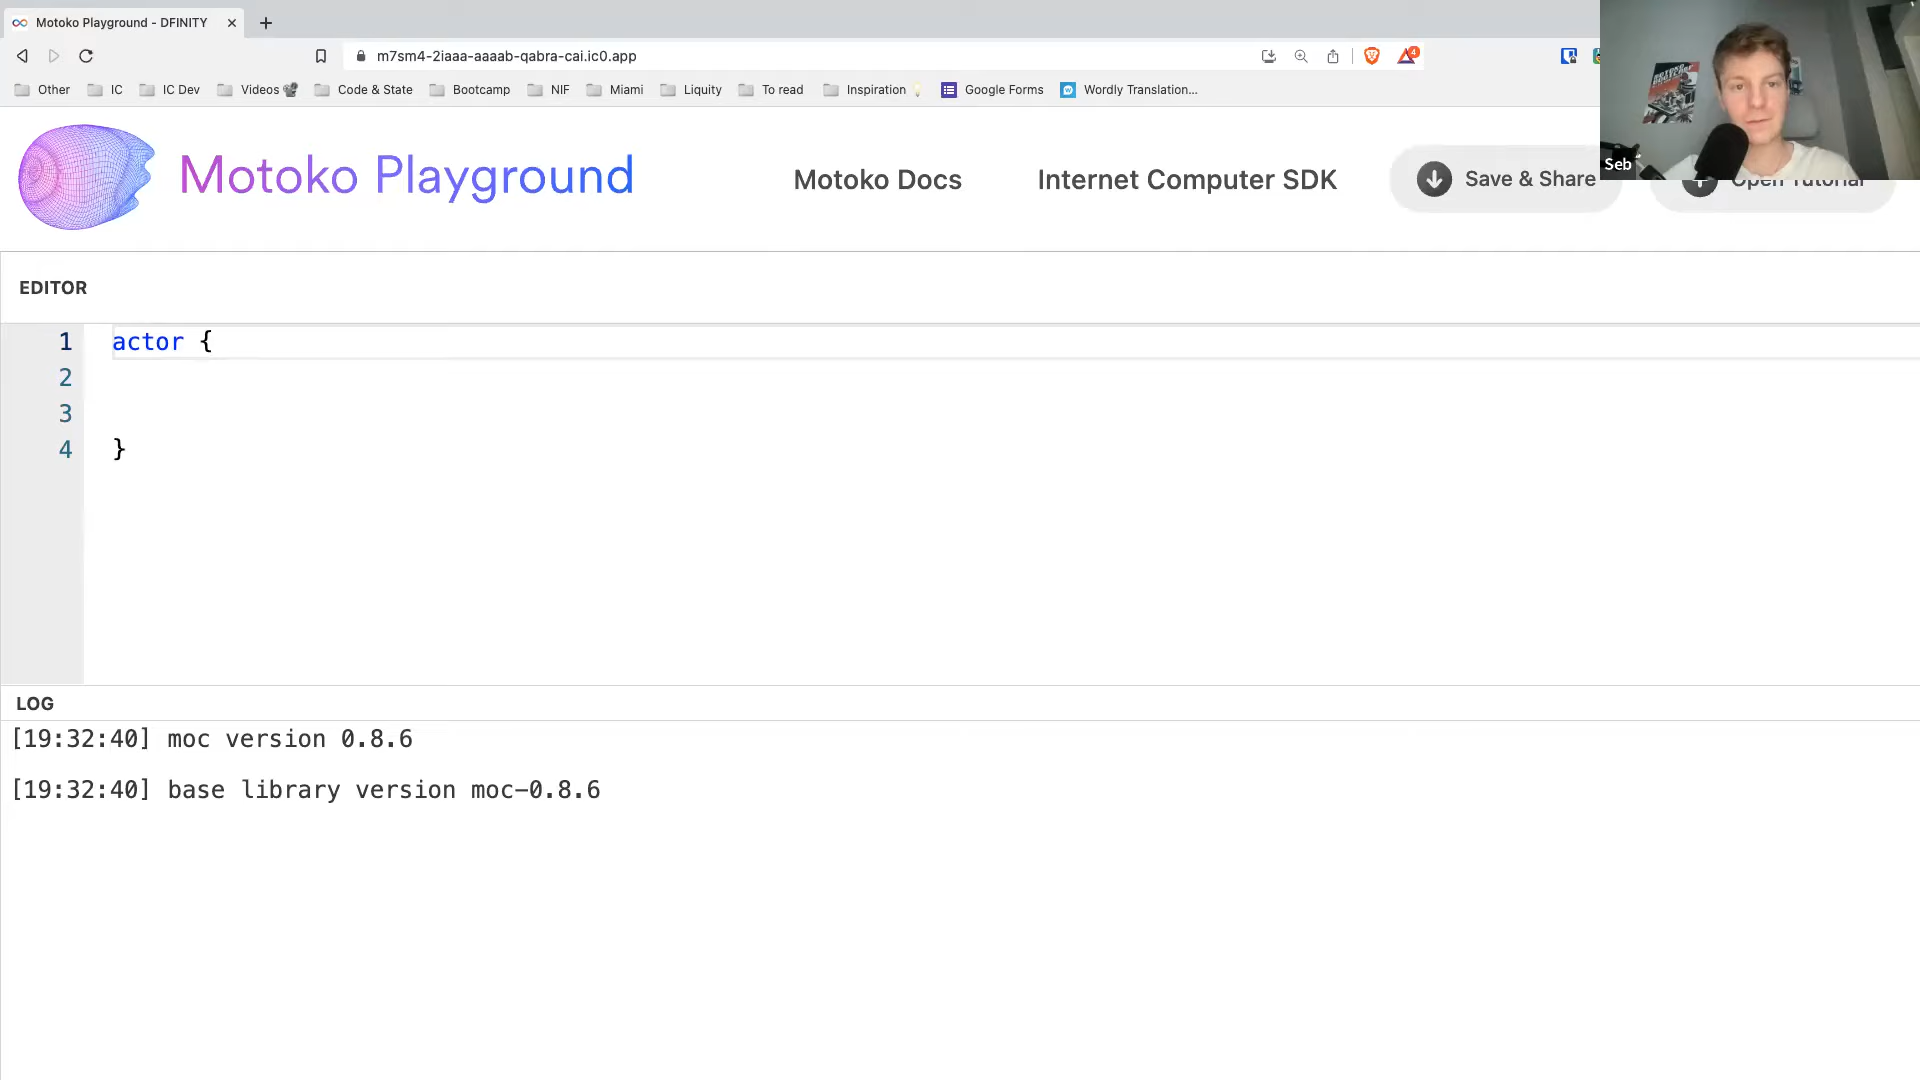 Motoko Playground - DFINITY
m7sm4-2iaaa-aaaab-qabra-cai.ic0.app
4
Other IC IC Dev Videos Code & State Bootcamp NIF Miami Liquity To read Inspiration Google Forms Wordly Translation...
Seb
Motoko Playground
Motoko Docs
Internet Computer SDK
Save & Share
Open Tutorial
EDITOR
1 actor {
2
3
4 }
LOG
[19:32:40] moc version 0.8.6
[19:32:40] base library version moc-0.8.6